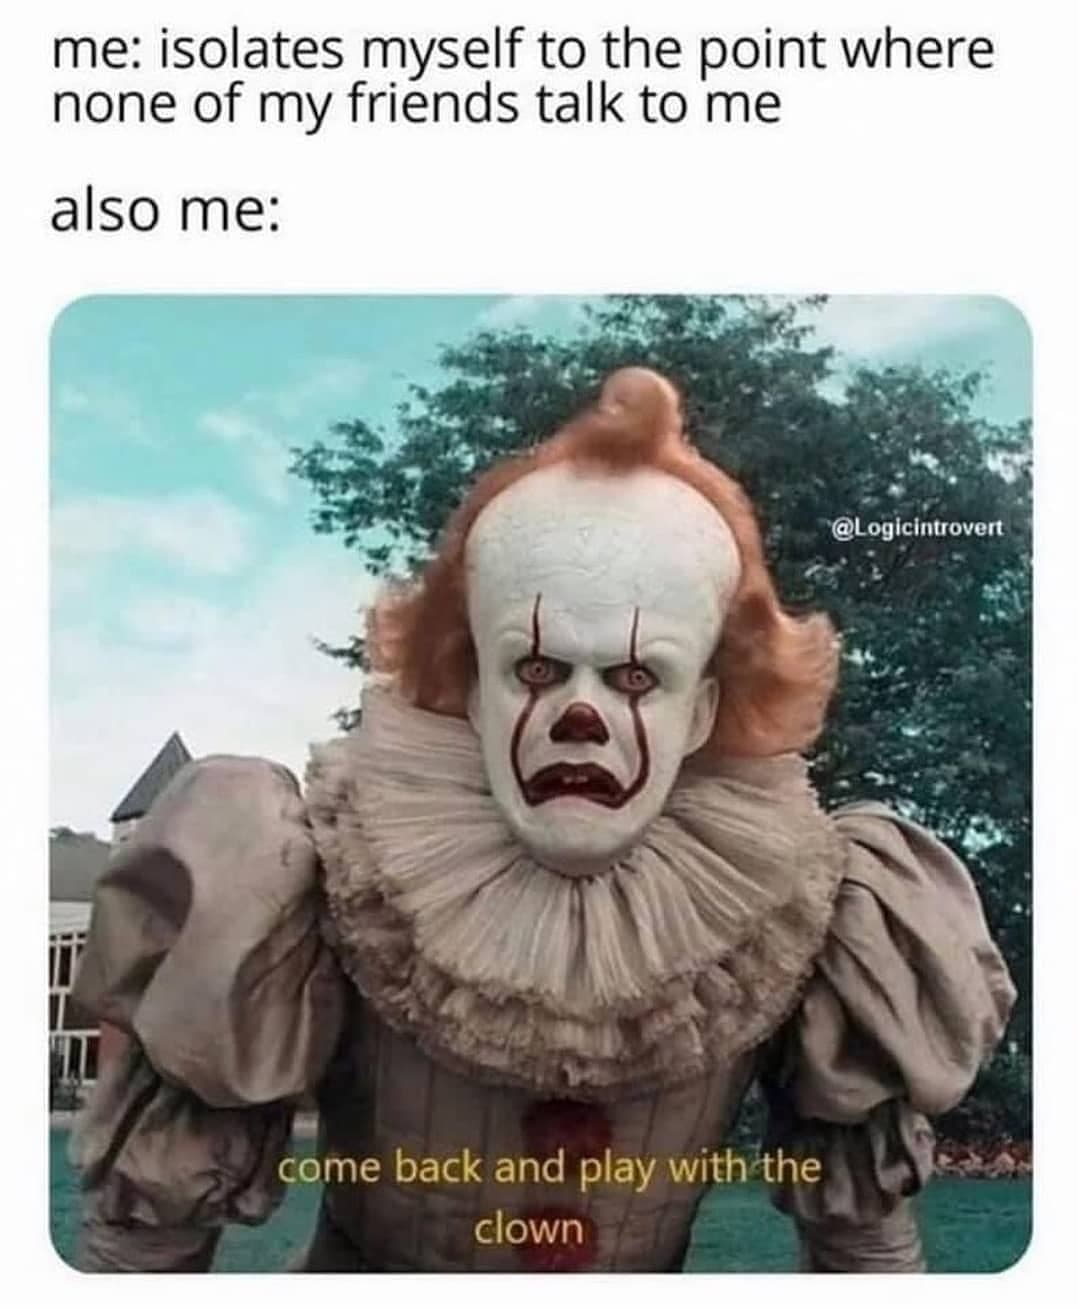 me: isolates myself to the point where
none of my friends talk to me
also me:
@Logicintrovert
come back and play with the
clown